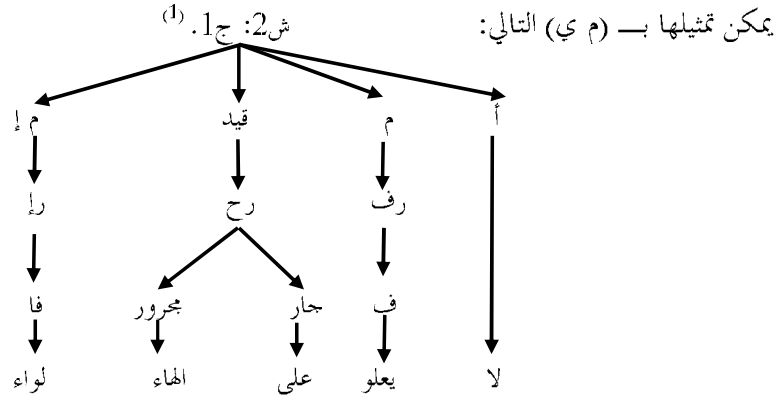 يمكن تمثيلها بـــ (م ي) التالي: ش2: ج1. (1)
أ م قيد م إ
رف رح رإ
ف جار مجرور فا
لا يعلو على الهاء لواء